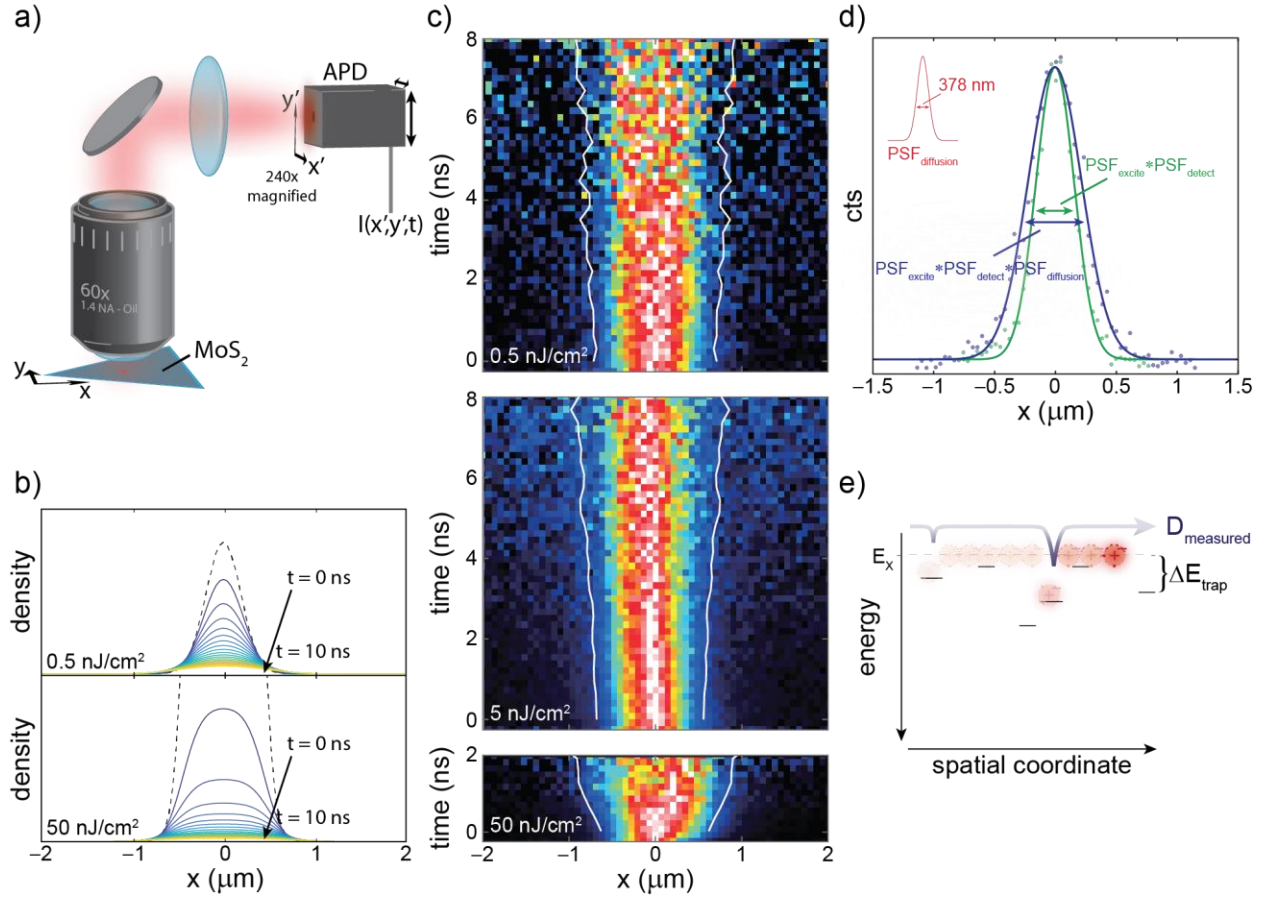 a)
APD
x
y'
x'
240x
magnified
I(x',y',t)
60x
1.4 NA - Oil
MoS2
y
x
b)
density
t = 0 ns
t = 10 ns
0.5 nJ/cm²
density
t = 0 ns
t = 10 ns
50 nJ/cm²
−2 −1 0 1 2
x (μm)
c)
8
6
4
2
0
time (ns)
0.5 nJ/cm²
8
6
4
2
0
time (ns)
5 nJ/cm²
2
0
time (ns)
50 nJ/cm²
−2 −1 0 1 2
x (μm)
d)
378 nm
PSFdiffusion
PSFexcite*PSFdetect
PSFexcite*PSFdetect*PSFdiffusion
cts
−1.5 −1 −0.5 0 0.5 1 1.5
x (μm)
e)
Dmeasured
EX
ΔEtrap
energy
spatial coordinate